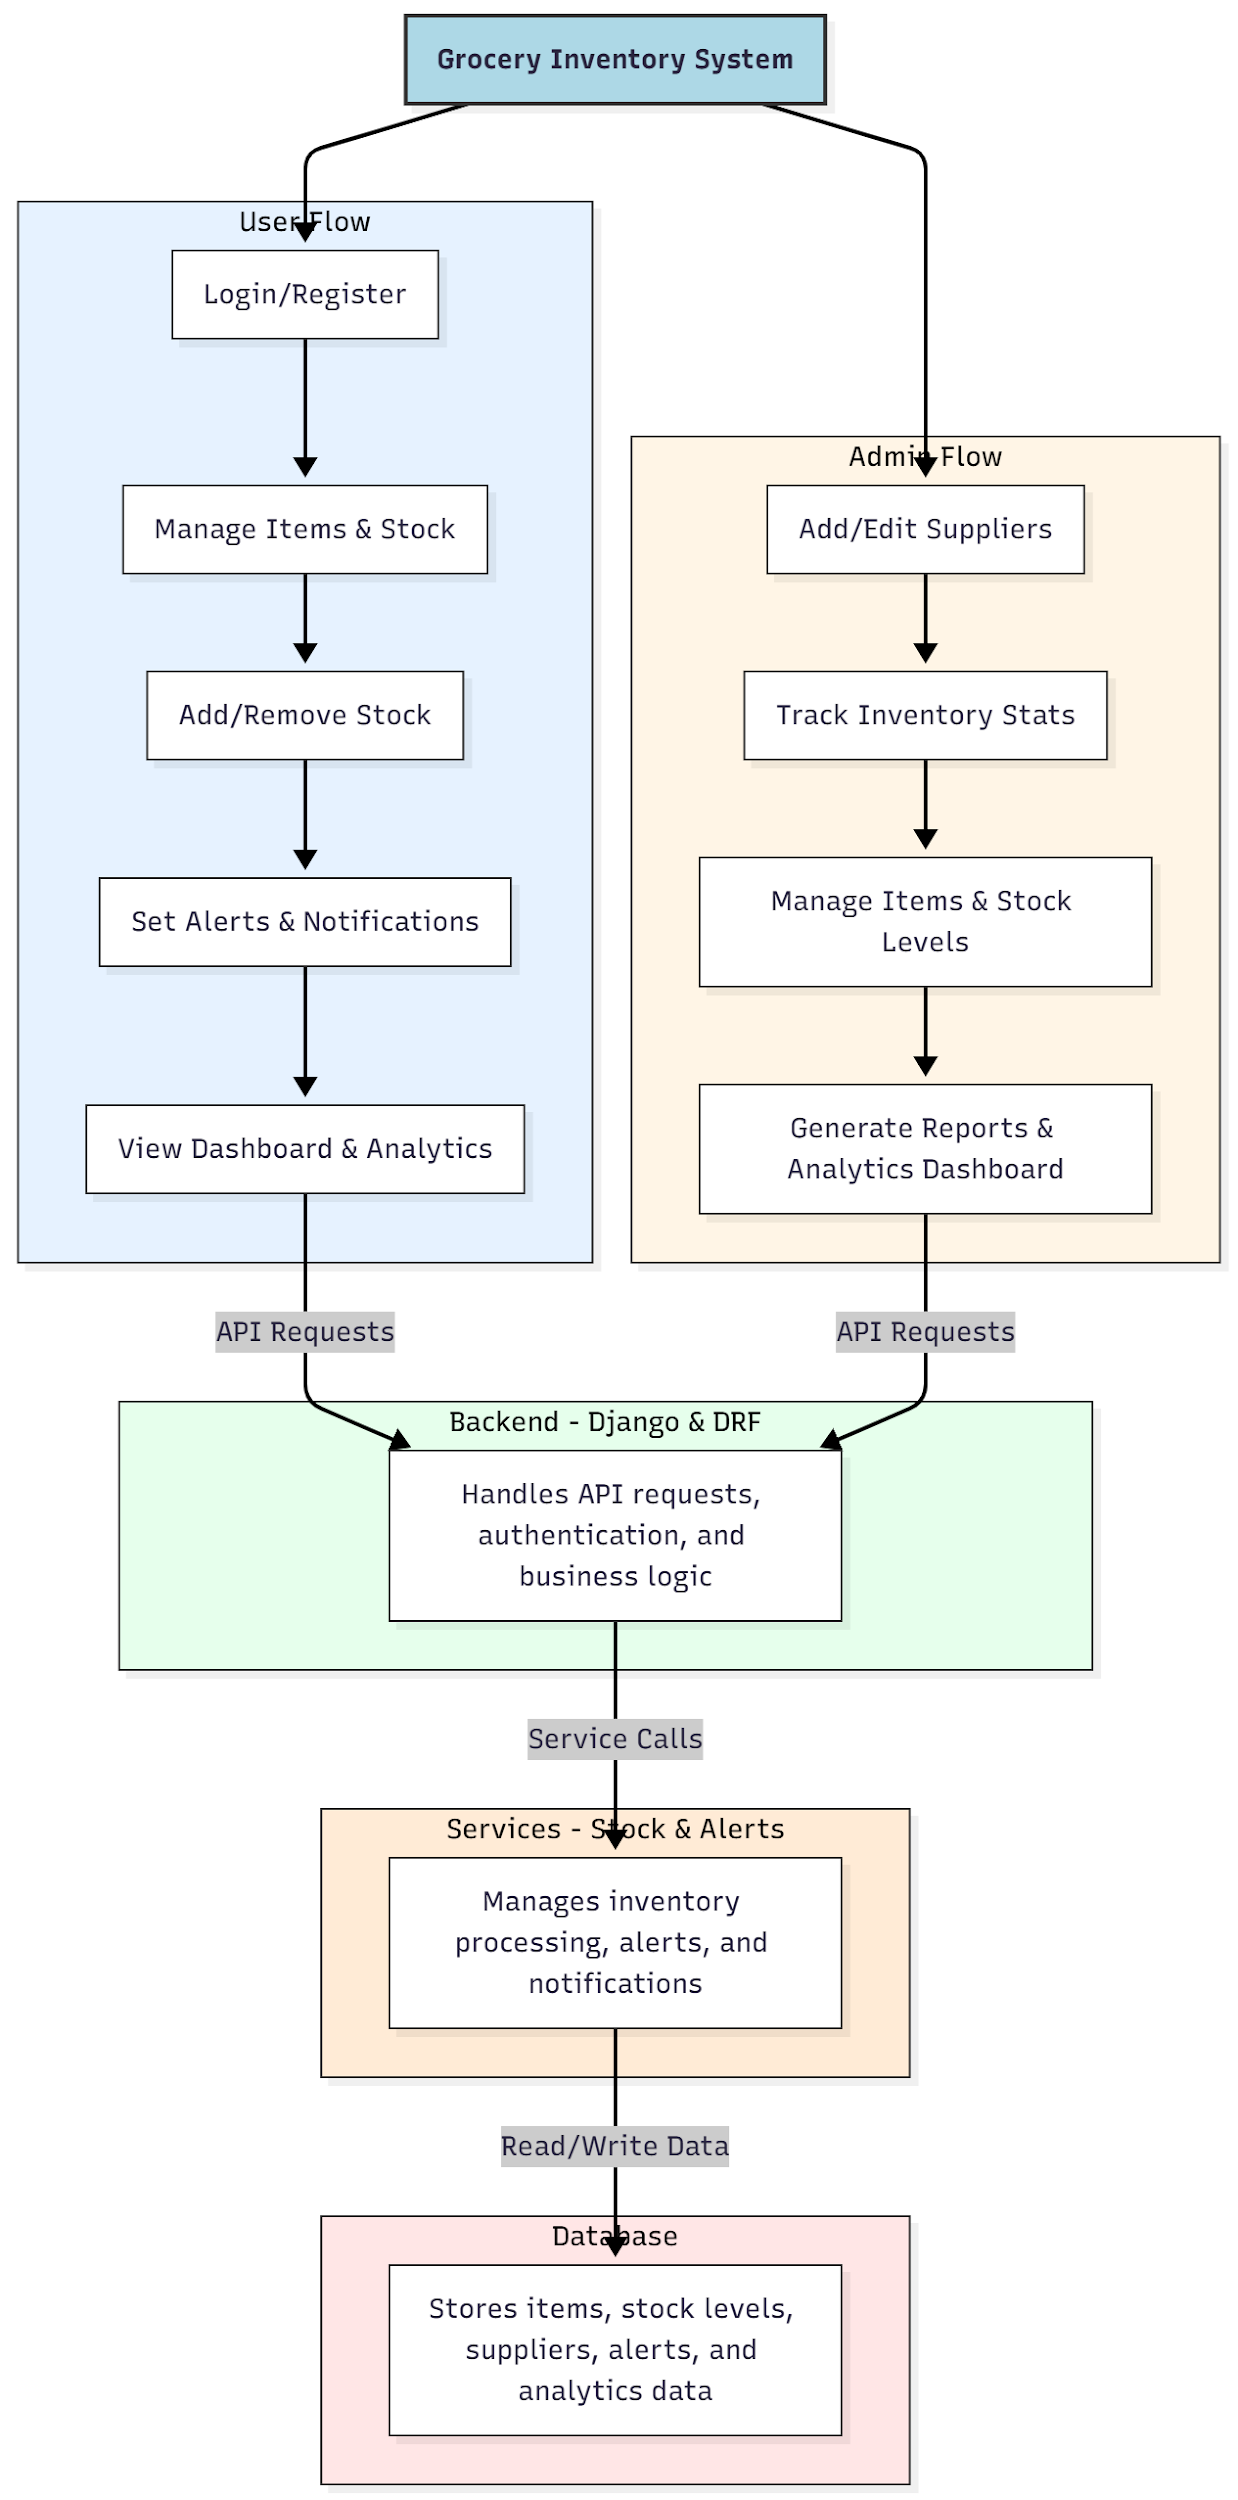 Grocery Inventory System
User Flow
Login/Register
Manage Items & Stock
Add/Remove Stock
Set Alerts & Notifications
View Dashboard & Analytics
Admin Flow
Add/Edit Suppliers
Track Inventory Stats
Manage Items & Stock
Levels
Generate Reports &
Analytics Dashboard
API Requests
API Requests
Backend - Django & DRF
Handles API requests,
authentication, and
business logic
Service Calls
Services - Stock & Alerts
Manages inventory
processing, alerts, and
notifications
Read/Write Data
Database
Stores items, stock levels,
suppliers, alerts, and
analytics data